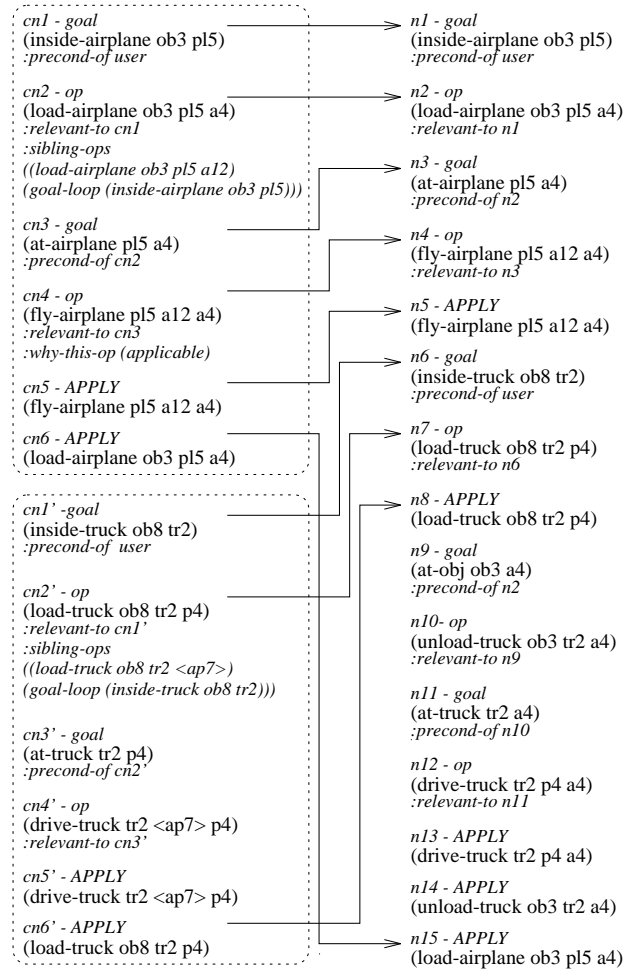 cn1 - goal
(inside-airplane ob3 pl5)
:precond-of user
cn2 - op
(load-airplane ob3 pl5 a4)
:relevant-to cn1
:sibling-ops
((load-airplane ob3 pl5 a12)
(goal-loop (inside-airplane ob3 pl5)))
cn3 - goal
(at-airplane pl5 a4)
:precond-of cn2
cn4 - op
(fly-airplane pl5 a12 a4)
:relevant-to cn3
:why-this-op (applicable)
cn5 - APPLY
(fly-airplane pl5 a12 a4)
cn6 - APPLY
(load-airplane ob3 pl5 a4)
cn1' -goal
(inside-truck ob8 tr2)
:precond-of user
cn2' - op
(load-truck ob8 tr2 p4)
:relevant-to cn1'
:sibling-ops
((load-truck ob8 tr2 <ap7>)
(goal-loop (inside-truck ob8 tr2)))
cn3' - goal
(at-truck tr2 p4)
:precond-of cn2'
cn4' - op
(drive-truck tr2 <ap7> p4)
:relevant-to cn3'
cn5' - APPLY
(drive-truck tr2 <ap7> p4)
cn6' - APPLY
(load-truck ob8 tr2 p4)
n1 - goal
(inside-airplane ob3 pl5)
:precond-of user
n2 - op
(load-airplane ob3 pl5 a4)
:relevant-to n1
n3 - goal
(at-airplane pl5 a4)
:precond-of n2
n4 - op
(fly-airplane pl5 a12 a4)
:relevant-to n3
n5 - APPLY
(fly-airplane pl5 a12 a4)
n6 - goal
(inside-truck ob8 tr2)
:precond-of user
n7 - op
(load-truck ob8 tr2 p4)
:relevant-to n6
n8 - APPLY
(load-truck ob8 tr2 p4)
n9 - goal
(at-obj ob3 a4)
:precond-of n2
n10- op
(unload-truck ob3 tr2 a4)
:relevant-to n9
n11 - goal
(at-truck tr2 a4)
:precond-of n10
n12 - op
(drive-truck tr2 p4 a4)
:relevant-to n11
n13 - APPLY
(drive-truck tr2 p4 a4)
n14 - APPLY
(unload-truck ob3 tr2 a4)
n15 - APPLY
(load-airplane ob3 pl5 a4)